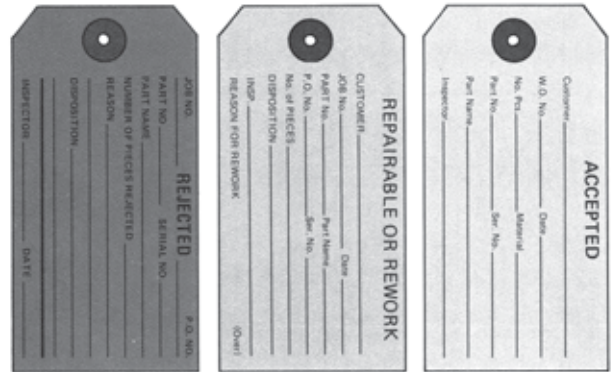 JOB NO. REJECTED P.O. NO.
PART NO. SERIAL NO.
PART NAME
NUMBER OF PIECES REJECTED
REASON
DISPOSITION
INSPECTOR DATE
REPAIRABLE OR REWORK
CUSTOMER
JOB No. Date
PART No. Part Name
P.O. No. Ser. No.
No. of PIECES
DISPOSITION
INSP.
REASON FOR REWORK (Over)
ACCEPTED
Customer
W.O. No. Date
No. Pcs. Material
Part No. Ser. No.
Part Name
Inspector